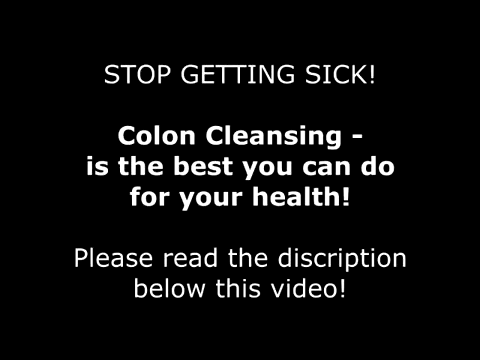 STOP GETTING SICK!
Colon Cleansing -
is the best you can do
for your health!
Please read the discription
below this video!